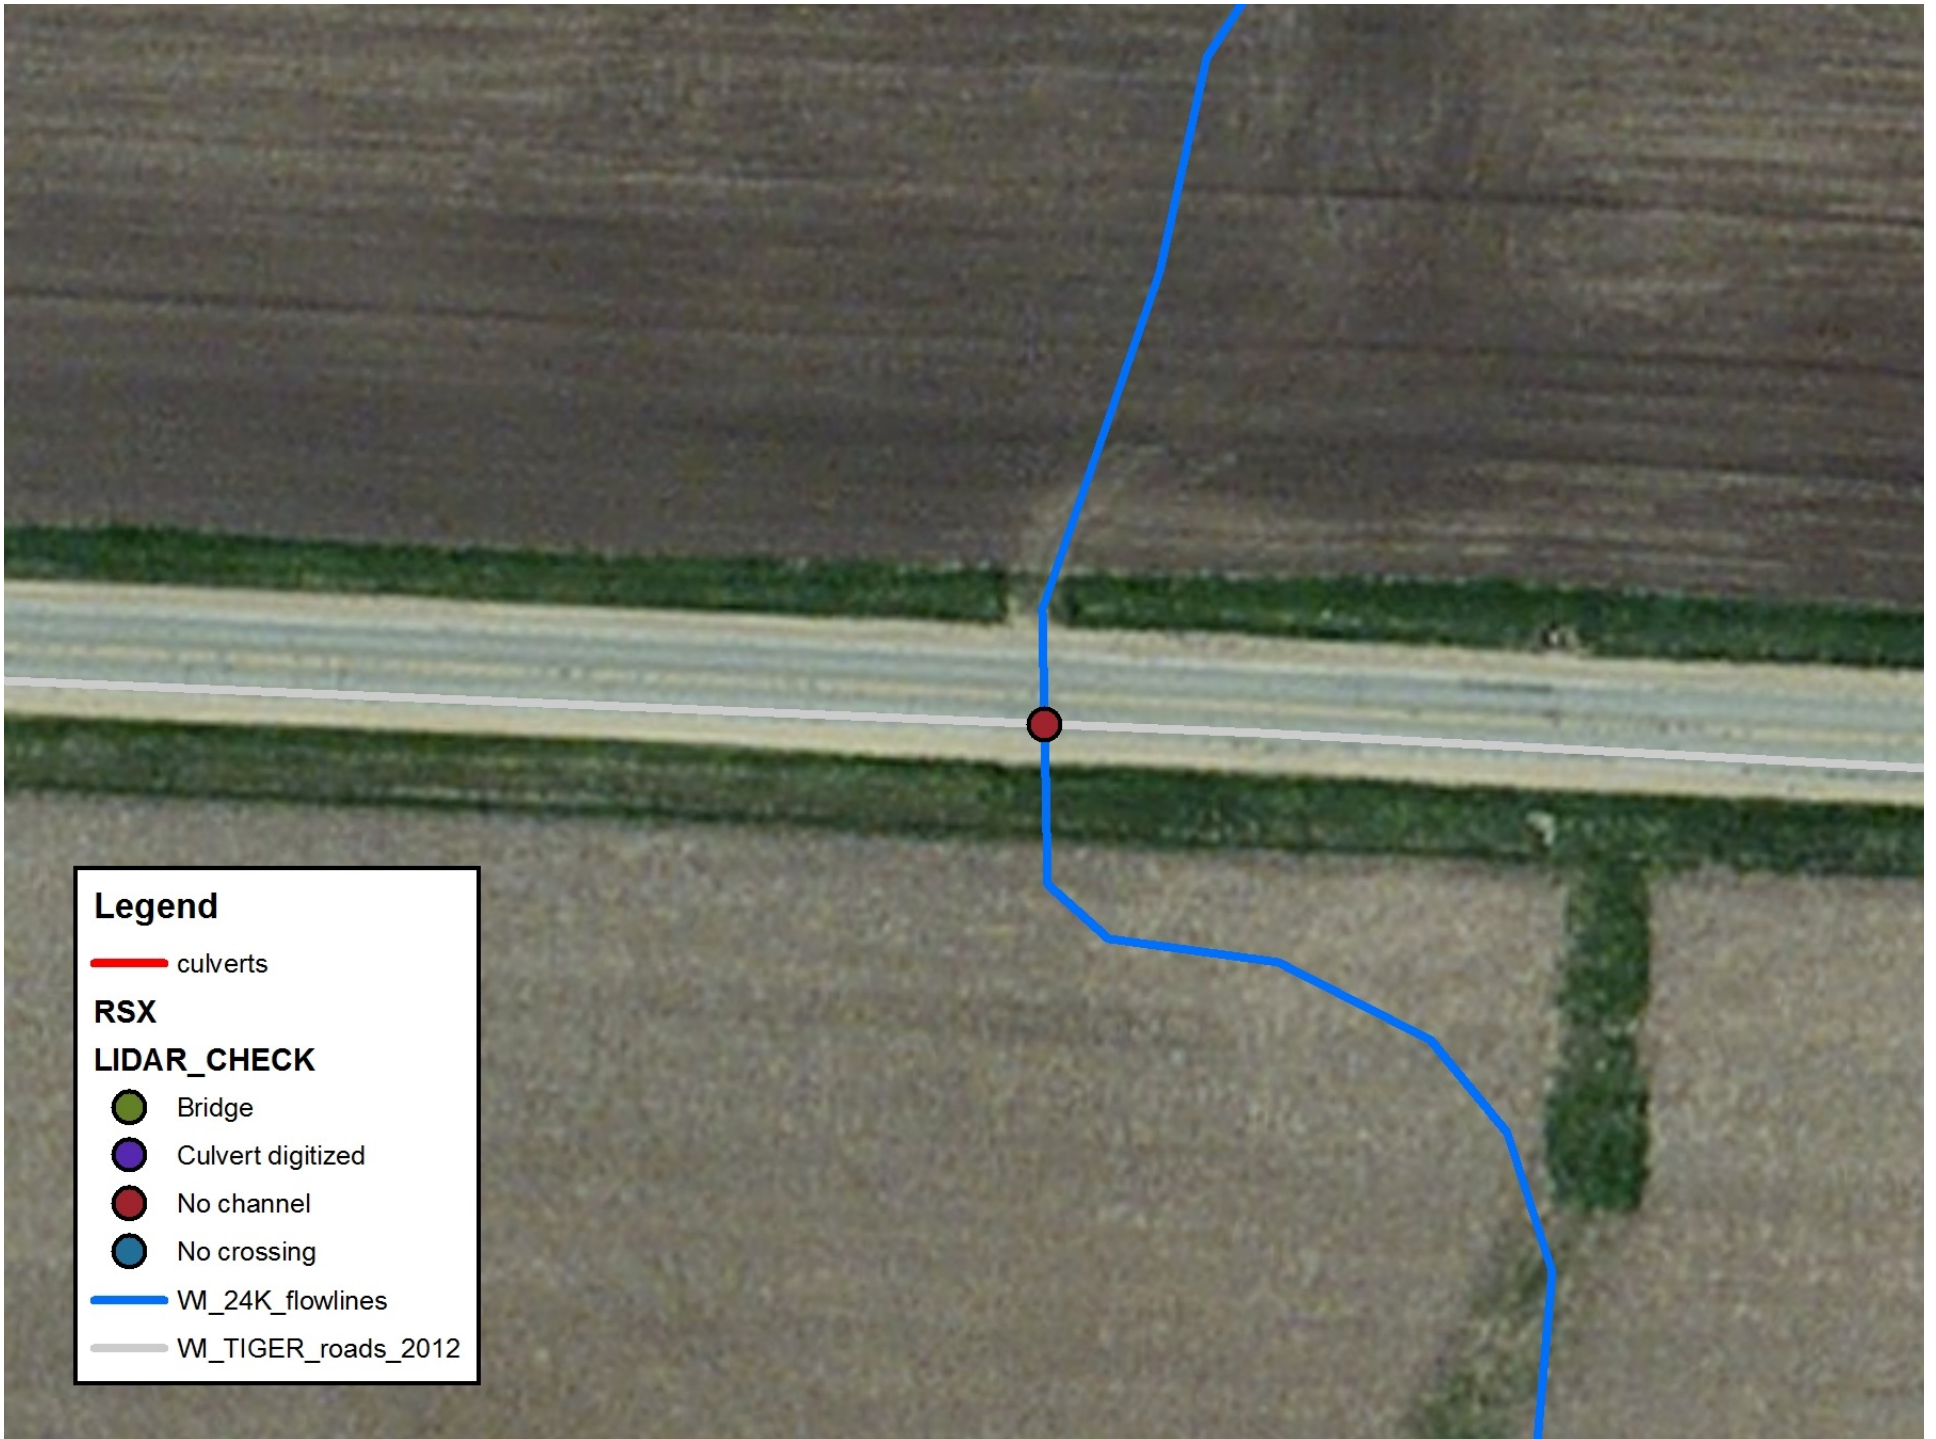 Legend
culverts
RSX
LIDAR_CHECK
Bridge
Culvert digitized
No channel
No crossing
WI_24K_flowlines
WI_TIGER_roads_2012